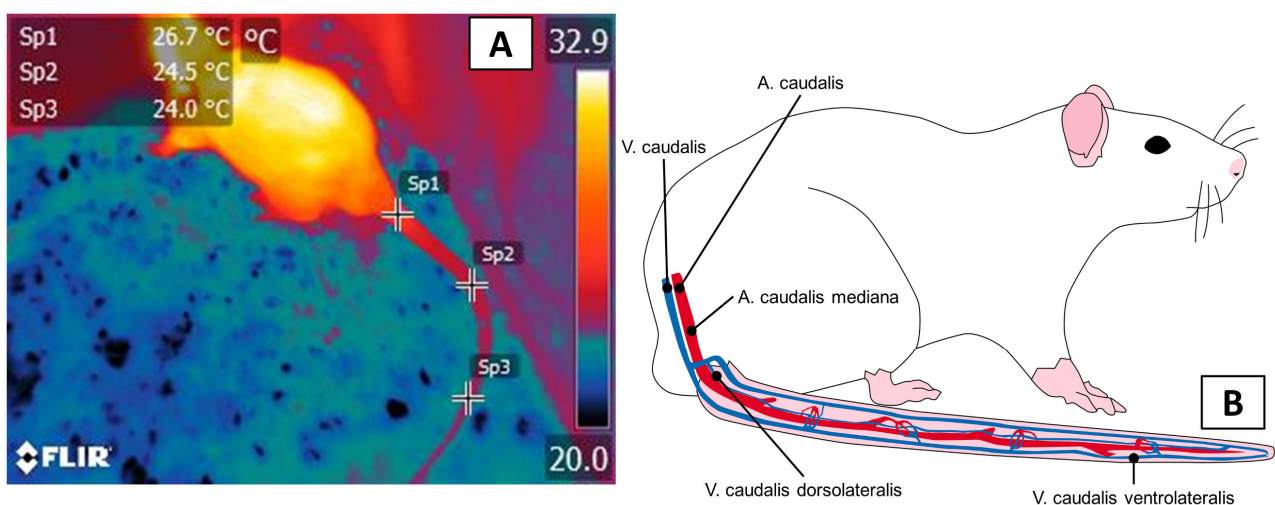 Sp1 26.7 °C °C
Sp2 24.5 °C
Sp3 24.0 °C
A
32.9
Sp1
Sp2
Sp3
FLIR
20.0
A. caudalis
V. caudalis
A. caudalis mediana
B
V. caudalis dorsolateralis
V. caudalis ventrolateralis